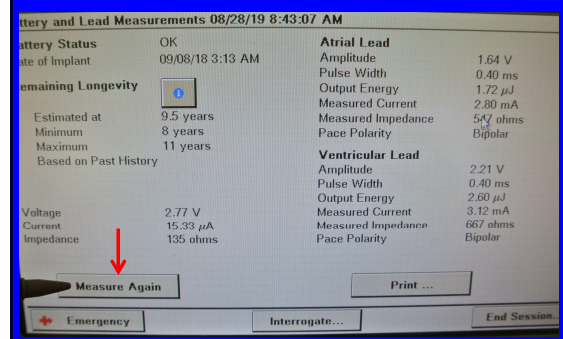 ttery and Lead Measurements 08/28/19 8:43:07 AM
attery Status OK
ate of Implant 09/08/18 3:13 AM
emaining Longevity
Estimated at 9.5 years
Minimum 8 years
Maximum 11 years
Based on Past History
Voltage 2.77 V
Current 15.33 µA
Impedance 135 ohms
Atrial Lead
Amplitude 1.64 V
Pulse Width 0.40 ms
Output Energy 1.72 µJ
Measured Current 2.80 mA
Measured Impedance 547 ohms
Pace Polarity Bipolar
Ventricular Lead
Amplitude 2.21 V
Pulse Width 0.40 ms
Output Energy 2.60 µJ
Measured Current 3.12 mA
Measured Impedance 667 ohms
Pace Polarity Bipolar
Measure Again
Print ...
Emergency
Interrogate...
End Session..